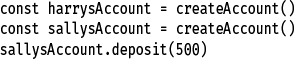 const harrysAccount = createAccount()
const sallysAccount = createAccount()
sallysAccount.deposit(500)